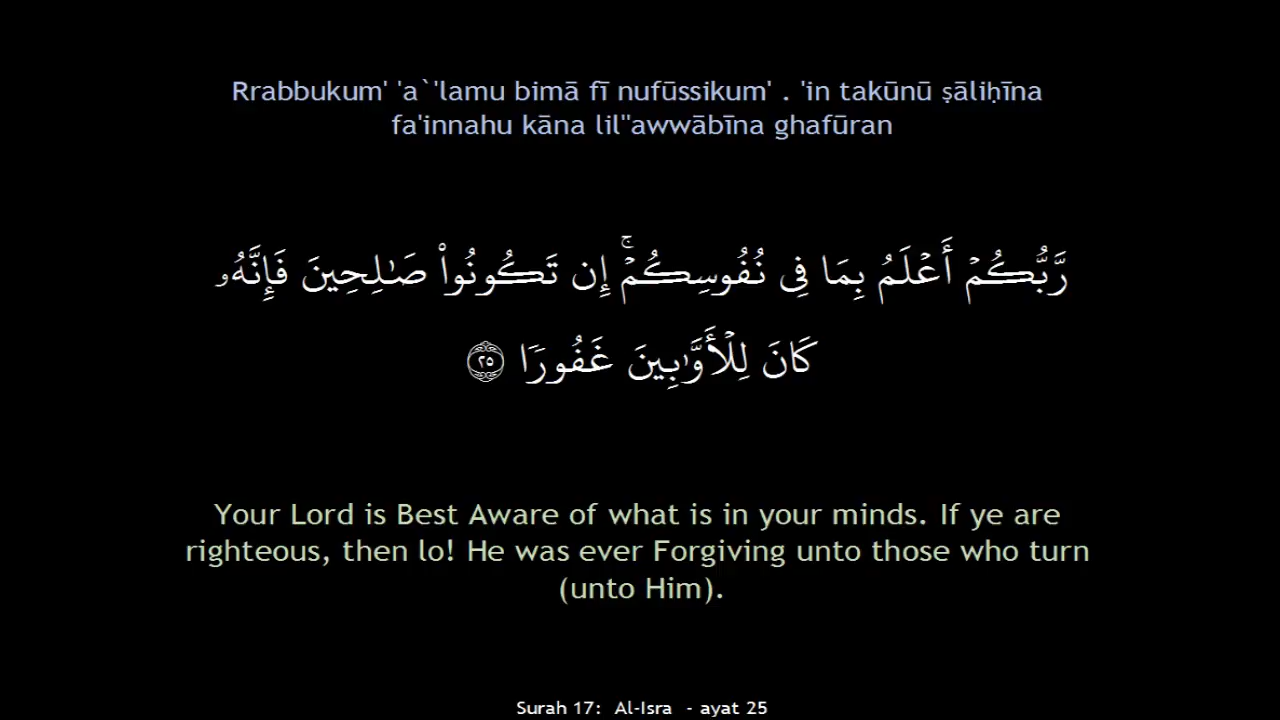 Rrabbukum' 'a`'lamu bimā fī nufūssikum' . 'in takūnū ṣāliḥīna
fa'innahu kāna lil''awwābīna ghafūran
رَّبُّكُمۡ أَعۡلَمُ بِمَا فِى نُفُوسِكُمۡۚ إِن تَكُونُواْ صَـٰلِحِينَ فَإِنَّهُۥ
كَانَ لِلۡأَوَّٲبِينَ غَفُورًا ٢٥
Your Lord is Best Aware of what is in your minds. If ye are
righteous, then lo! He was ever Forgiving unto those who turn
(unto Him).
Surah 17: Al-Isra - ayat 25